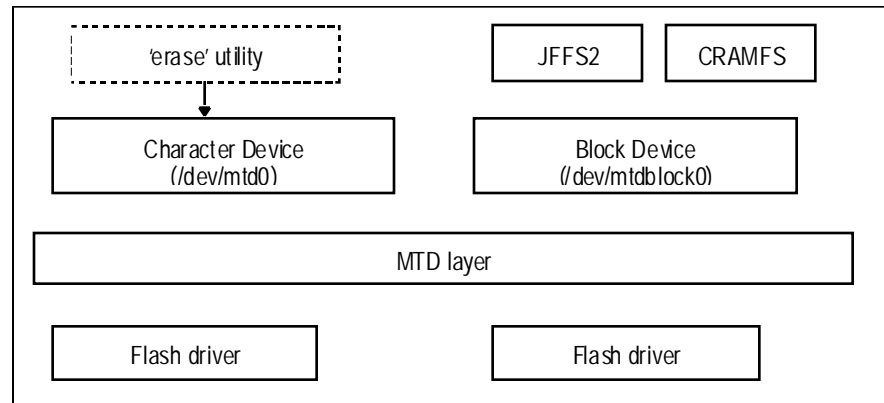 ‘erase’ utility
JFFS2
CRAMFS
Character Device
(/dev/mtd0)
Block Device
(/dev/mtdblock0)
MTD layer
Flash driver
Flash driver